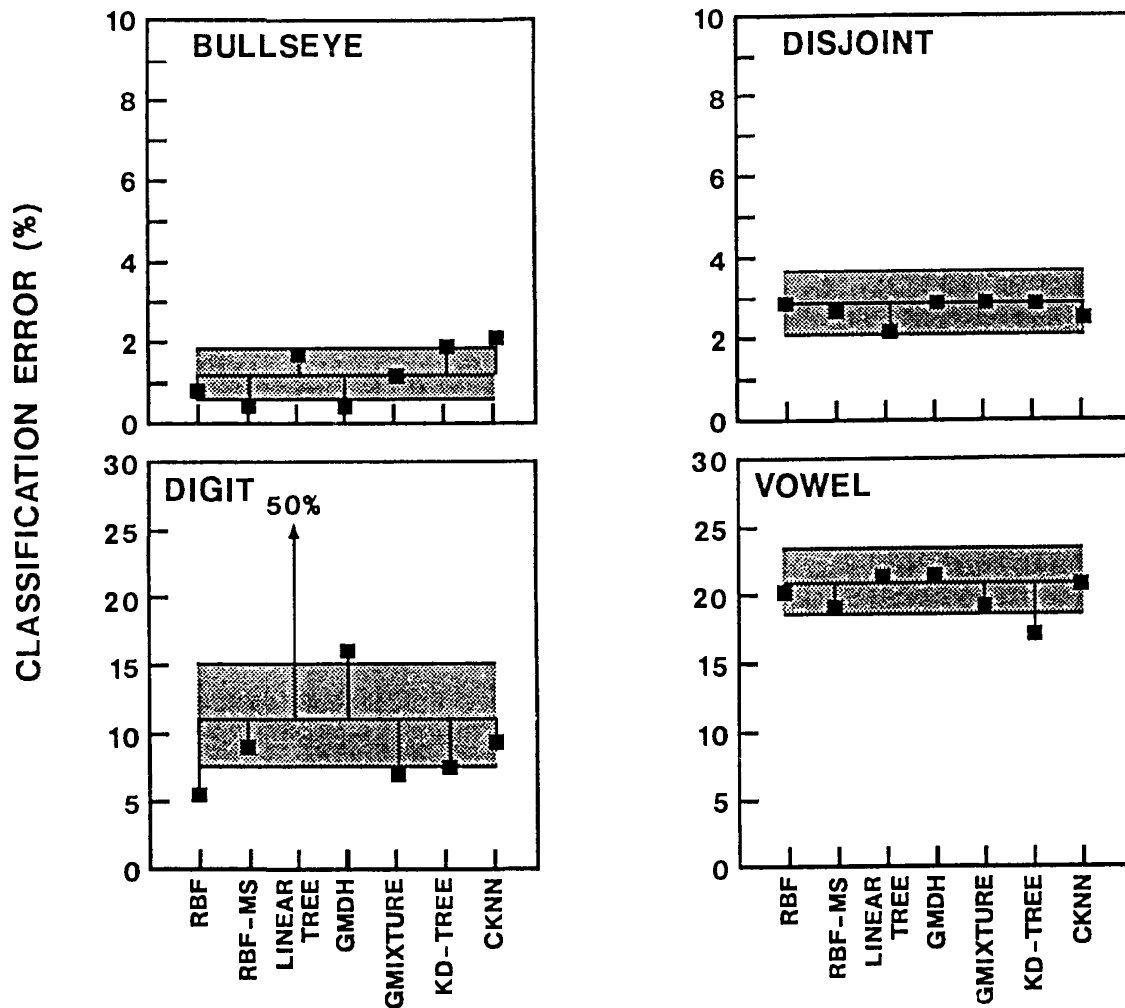 CLASSIFICATION ERROR (%)
BULLSEYE
10
8
6
4
2
0
DISJOINT
10
8
6
4
2
0
DIGIT
50%
30
25
20
15
10
5
0
RBF
RBF-MS
LINEAR
TREE
GMDH
GMIXTURE
KD-TREE
CKNN
VOWEL
30
25
20
15
10
5
0
RBF
RBF-MS
LINEAR
TREE
GMDH
GMIXTURE
KD-TREE
CKNN